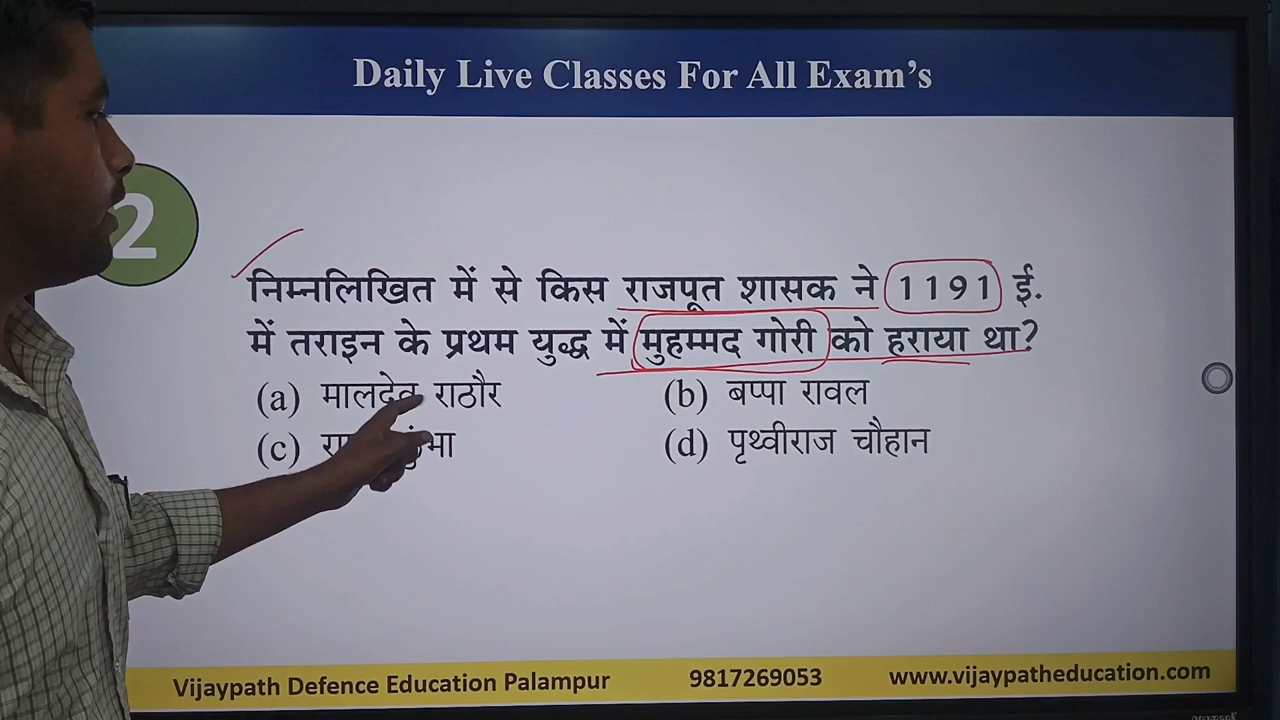 Daily Live Classes For All Exam's
2
निम्नलिखित में से किस राजपूत शासक ने 1191 ई.
में तराइन के प्रथम युद्ध में मुहम्मद गोरी को हराया था?
(a) मालदेव राठौर (b) बप्पा रावल
(c) (d) पृथ्वीराज चौहान
Vijaypath Defence Education Palampur 9817269053 www.vijaypatheducation.com